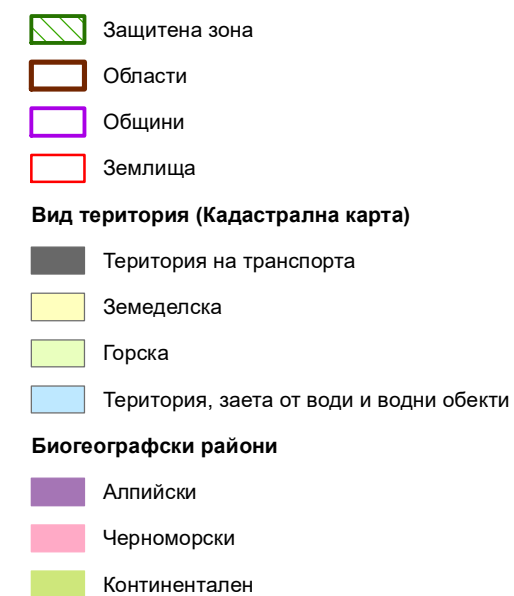 Защитена зона
Области
Общини
Землища
Вид територия (Кадастрална карта)
Територия на транспорта
Земеделска
Горска
Територия, заета от води и водни обекти
Биогеографски райони
Алпийски
Черноморски
Континентален